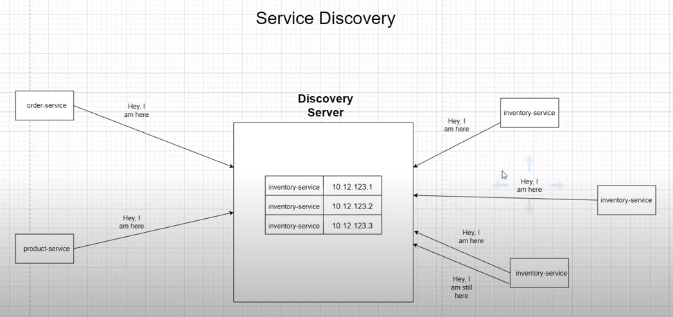 Service Discovery
Discovery
Server
order-service
Hey, I
am here
product-service
Hey, I
am here
inventory-service 10.12.123.1
inventory-service 10.12.123.2
inventory-service 10.12.123.3
inventory-service
Hey, I
am here
inventory-service
Hey, I
am here
inventory-service
Hey, I
am here
Hey, I
am still
here